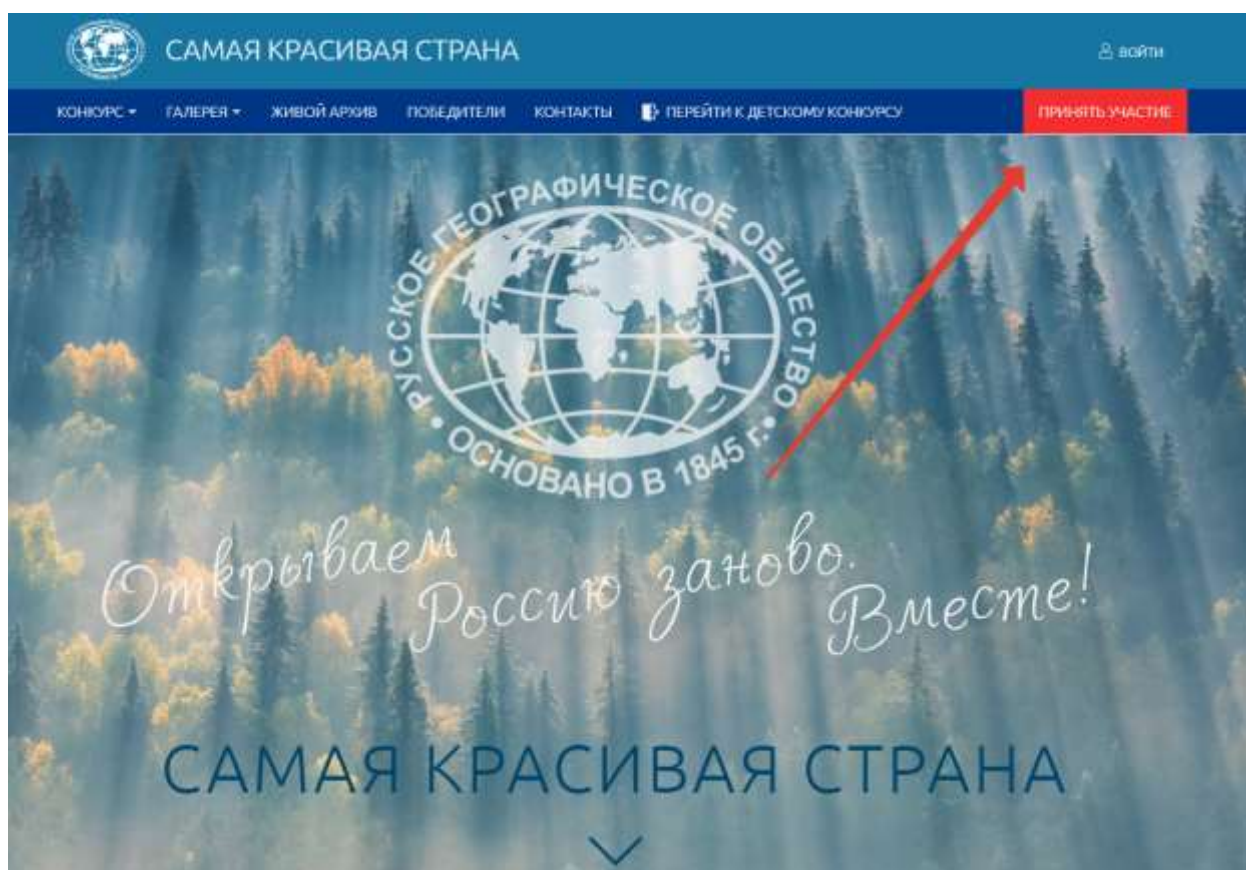 САМАЯ КРАСИВАЯ СТРАНА
ВОЙТИ
КОНКУРС ГАЛЕРЕЯ ЖИВОЙ АРХИВ ПОБЕДИТЕЛИ КОНТАКТЫ ПЕРЕЙТИ К ДЕТСКОМУ КОНКУРСУ ПРИНЯТЬ УЧАСТИЕ
РУССКОЕ ГЕОГРАФИЧЕСКОЕ ОБЩЕСТВО
ОСНОВАНО В 1845 г.
Открываем
Россию заново.
Вместе!
САМАЯ КРАСИВАЯ СТРАНА